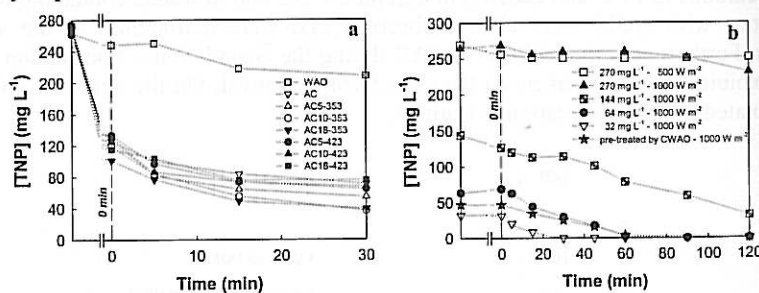 a
[TNP] (mg L⁻¹)
280
240
200
160
120
80
40
0
WAO
AC
AC5-353
AC10-353
AC18-353
AC5-423
AC10-423
AC18-423
0 min
0
10
20
30
Time (min)
b
[TNP] (mg L⁻¹)
300
250
200
150
100
50
0
0 min
270 mg L⁻¹ - 500 W m⁻²
270 mg L⁻¹ - 1000 W m⁻²
144 mg L⁻¹ - 1000 W m⁻²
64 mg L⁻¹ - 1000 W m⁻²
32 mg L⁻¹ - 1000 W m⁻²
pre-treated by CWAO - 1000 W m⁻²
0
20
40
60
80
100
120
Time (min)